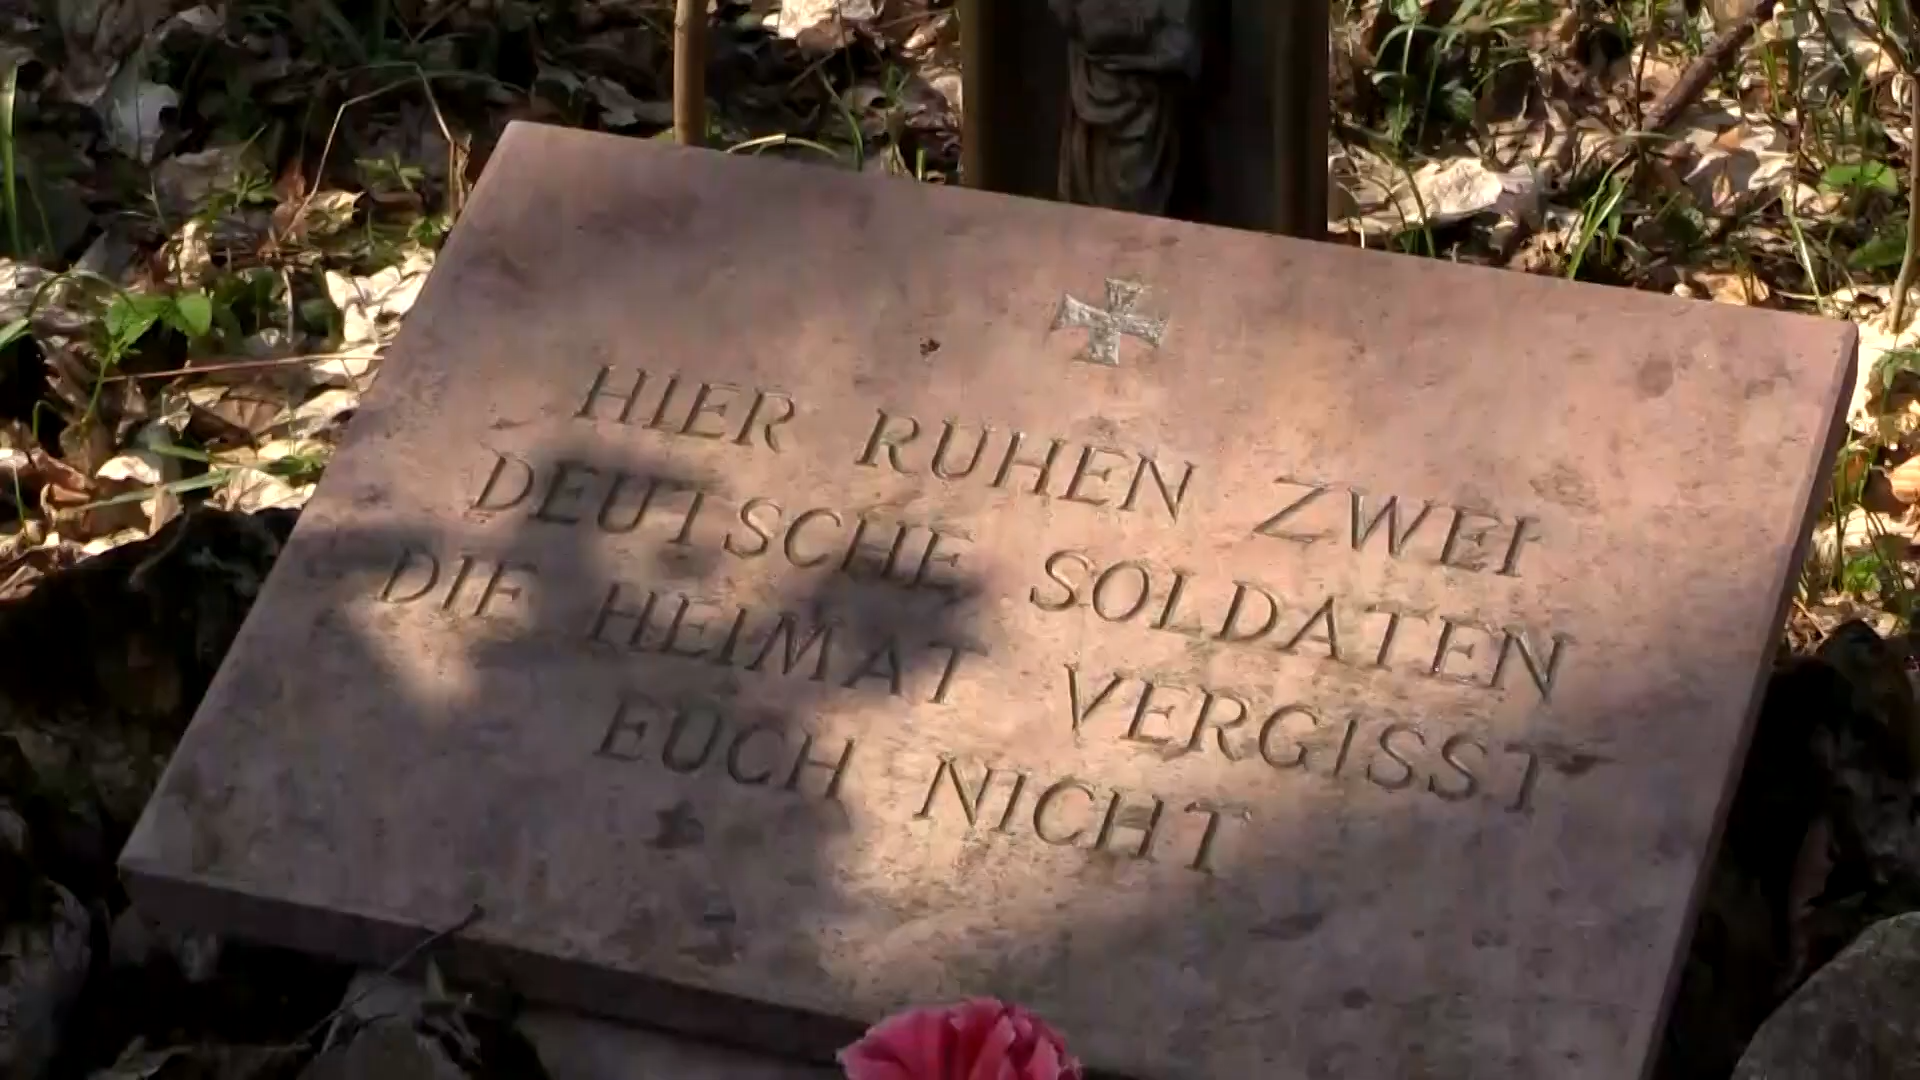 HIER RUHEN ZWEI
DEUTSCHE SOLDATEN
DIE HEIMAT VERGISST
EUCH NICHT